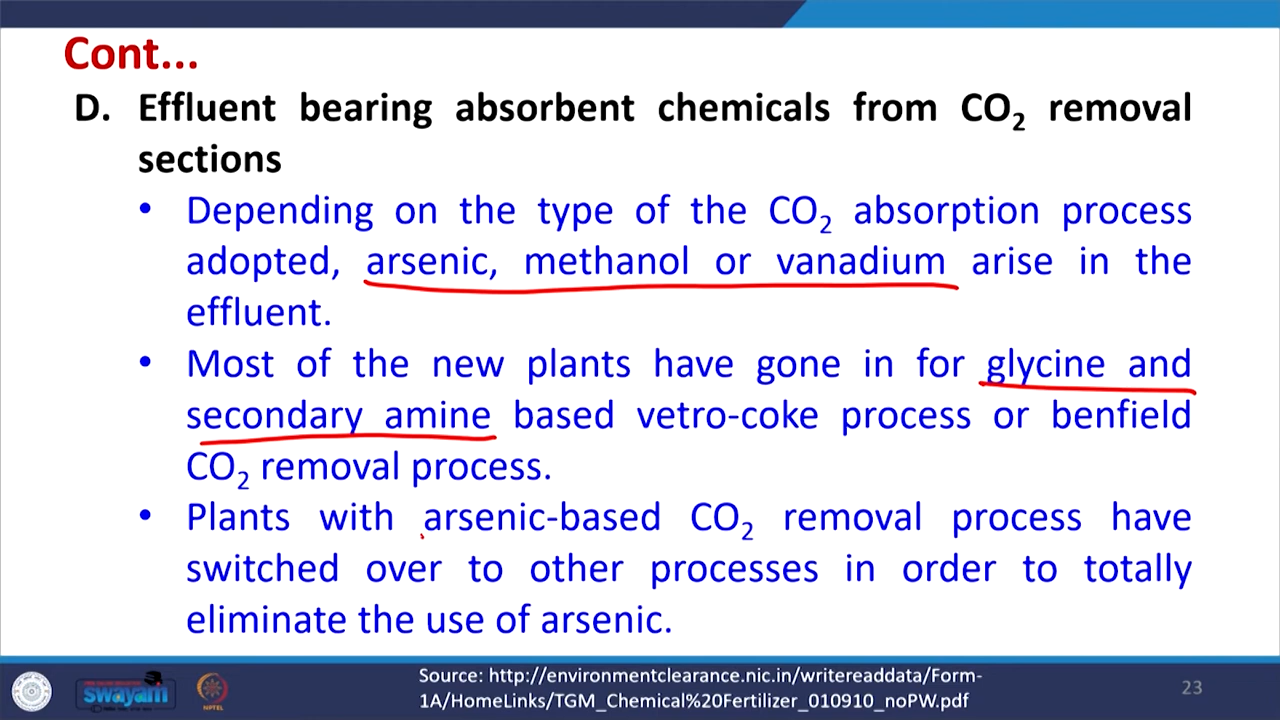 Cont...
D. Effluent bearing absorbent chemicals from CO₂ removal
sections
• Depending on the type of the CO₂ absorption process
adopted, arsenic, methanol or vanadium arise in the
effluent.
• Most of the new plants have gone in for glycine and
secondary amine based vetro-coke process or benfield
CO₂ removal process.
• Plants with arsenic-based CO₂ removal process have
switched over to other processes in order to totally
eliminate the use of arsenic.
Source: http://environmentclearance.nic.in/writereaddata/Form-
1A/HomeLinks/TGM_Chemical%20Fertilizer_010910_noPW.pdf
23
swayam
NPTEL